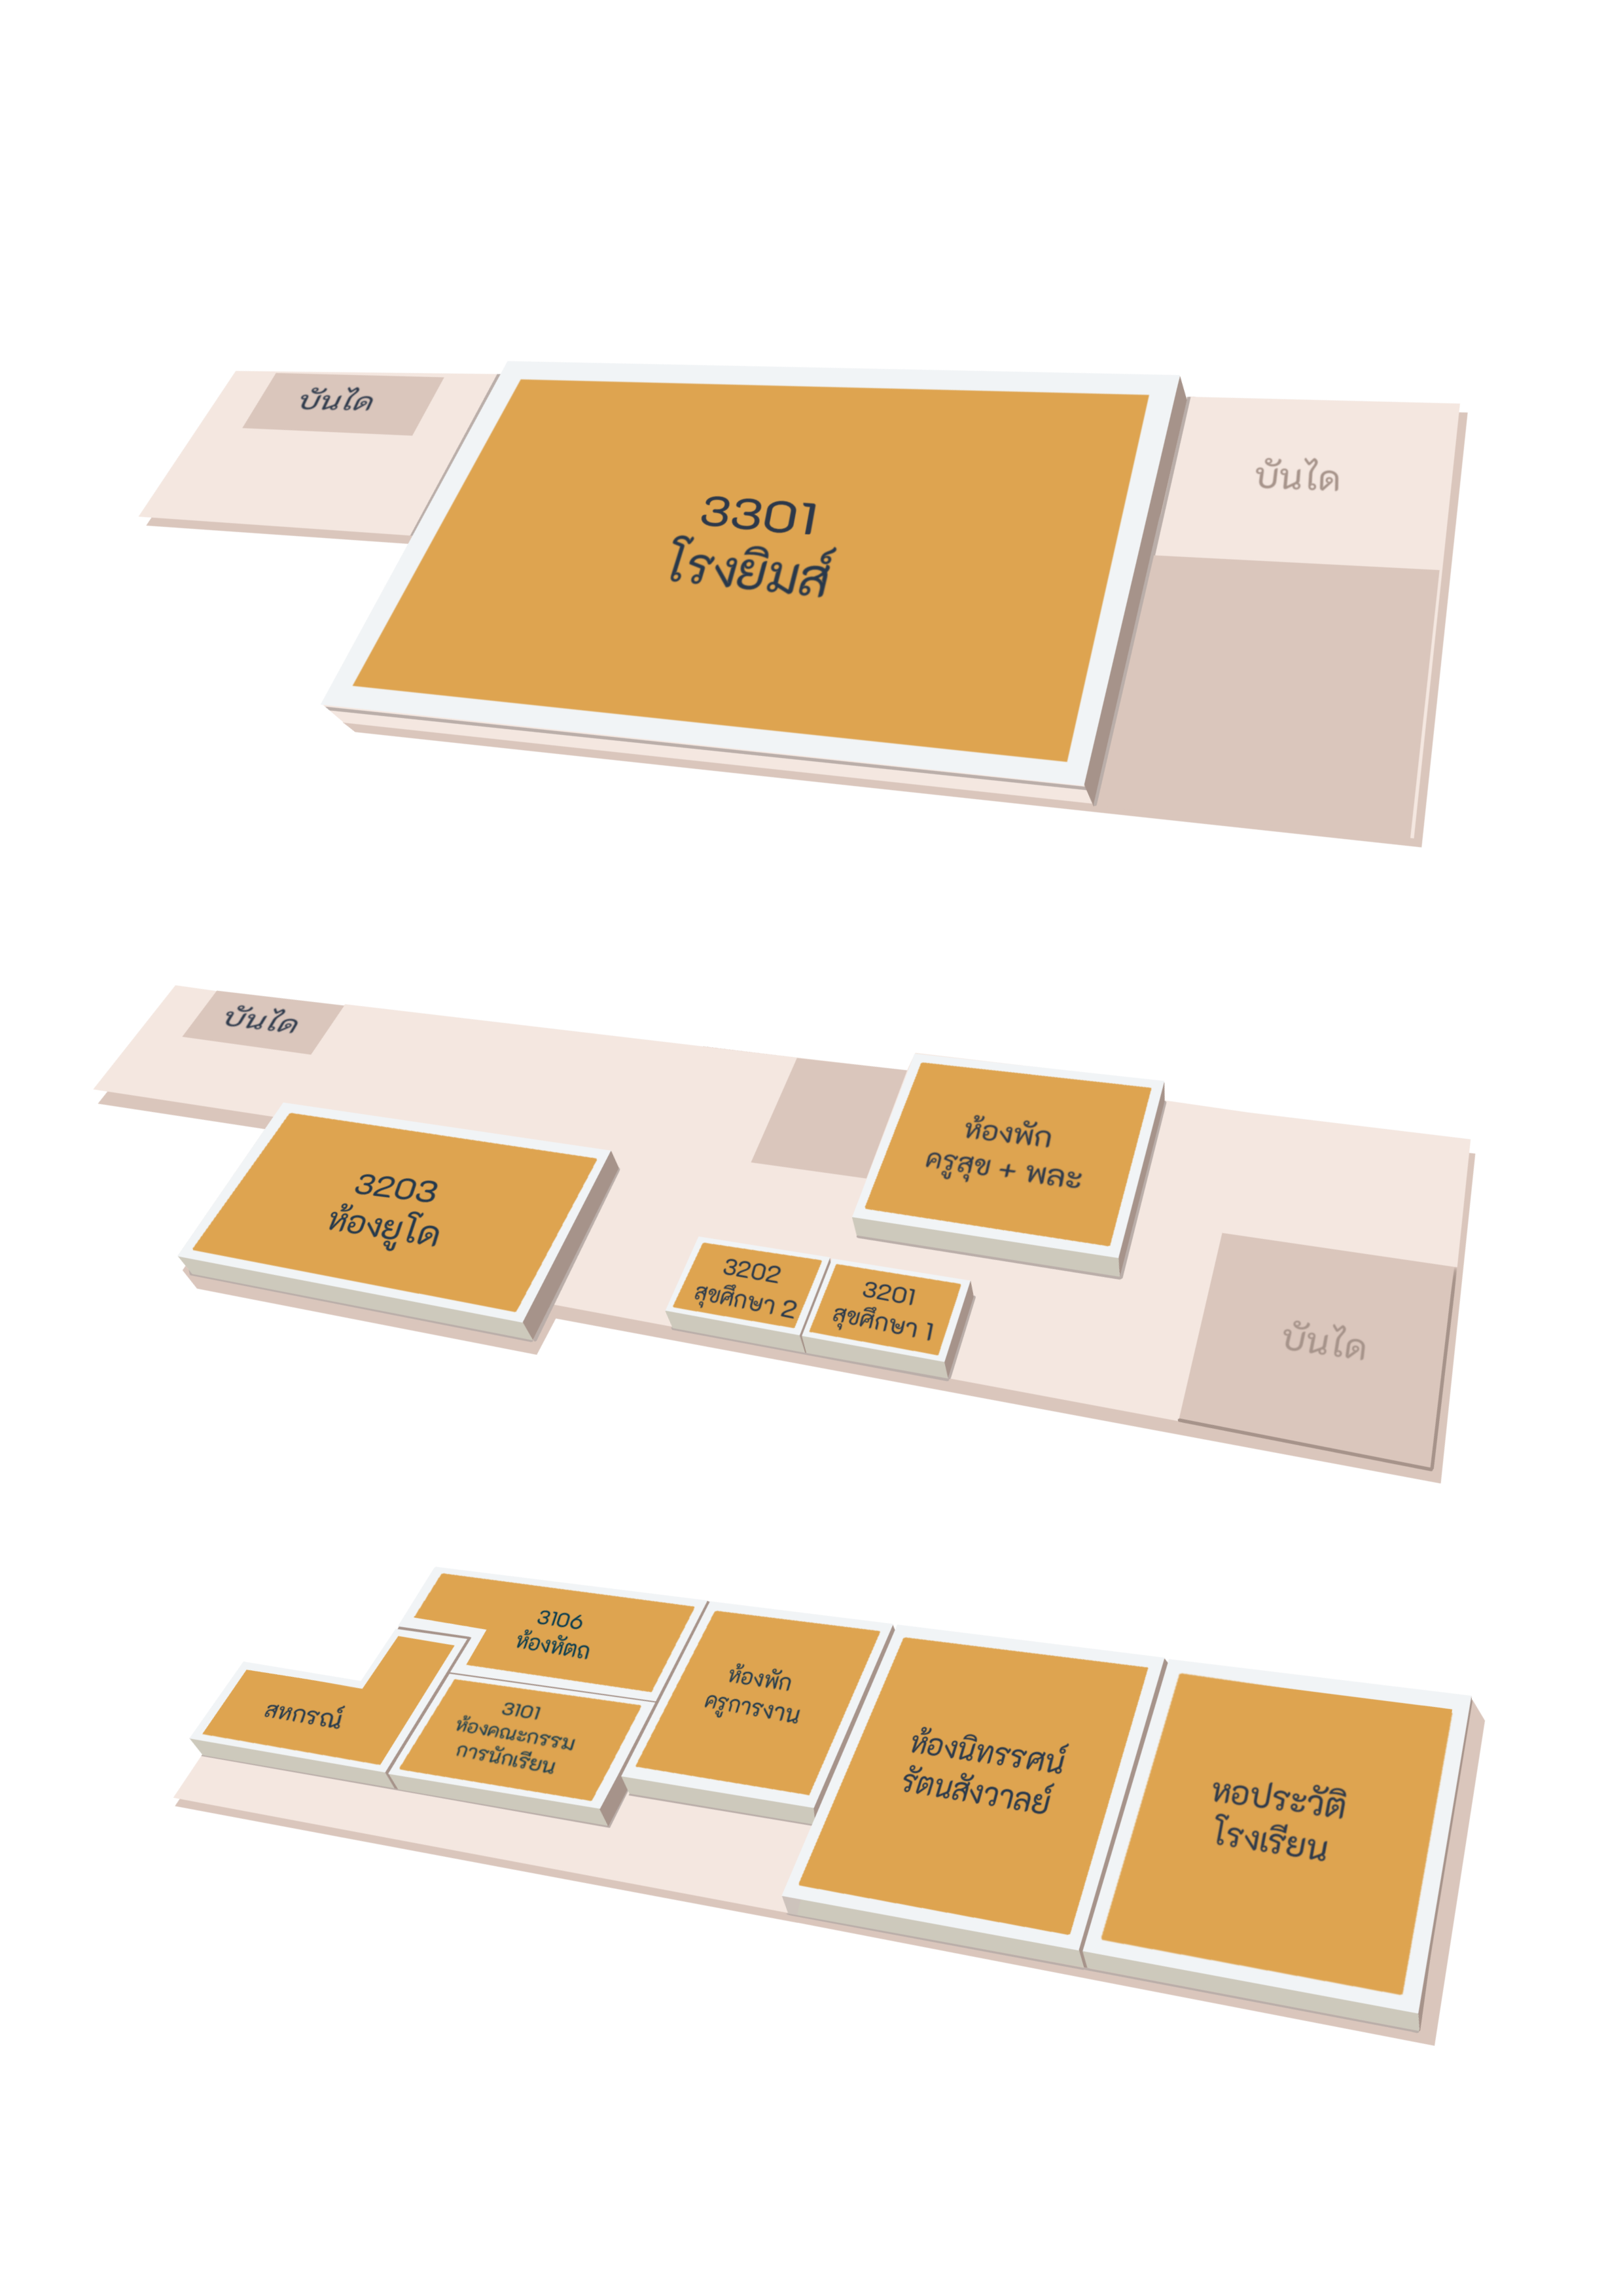 บันได
3301
โรงยิมส์
บันได
บันได
ห้องพัก
ครูสุข + พละ
3203
ห้องยูโด
3202
สุขศึกษา 2
3201
สุขศึกษา 1
บันได
3106
ห้องหัตถ
สหกรณ์
3101
ห้องคณะกรรม
การนักเรียน
ห้องพัก
ครูการงาน
ห้องนิทรรศน์
รัตนสังวาลย์
หอประวัติ
โรงเรียน